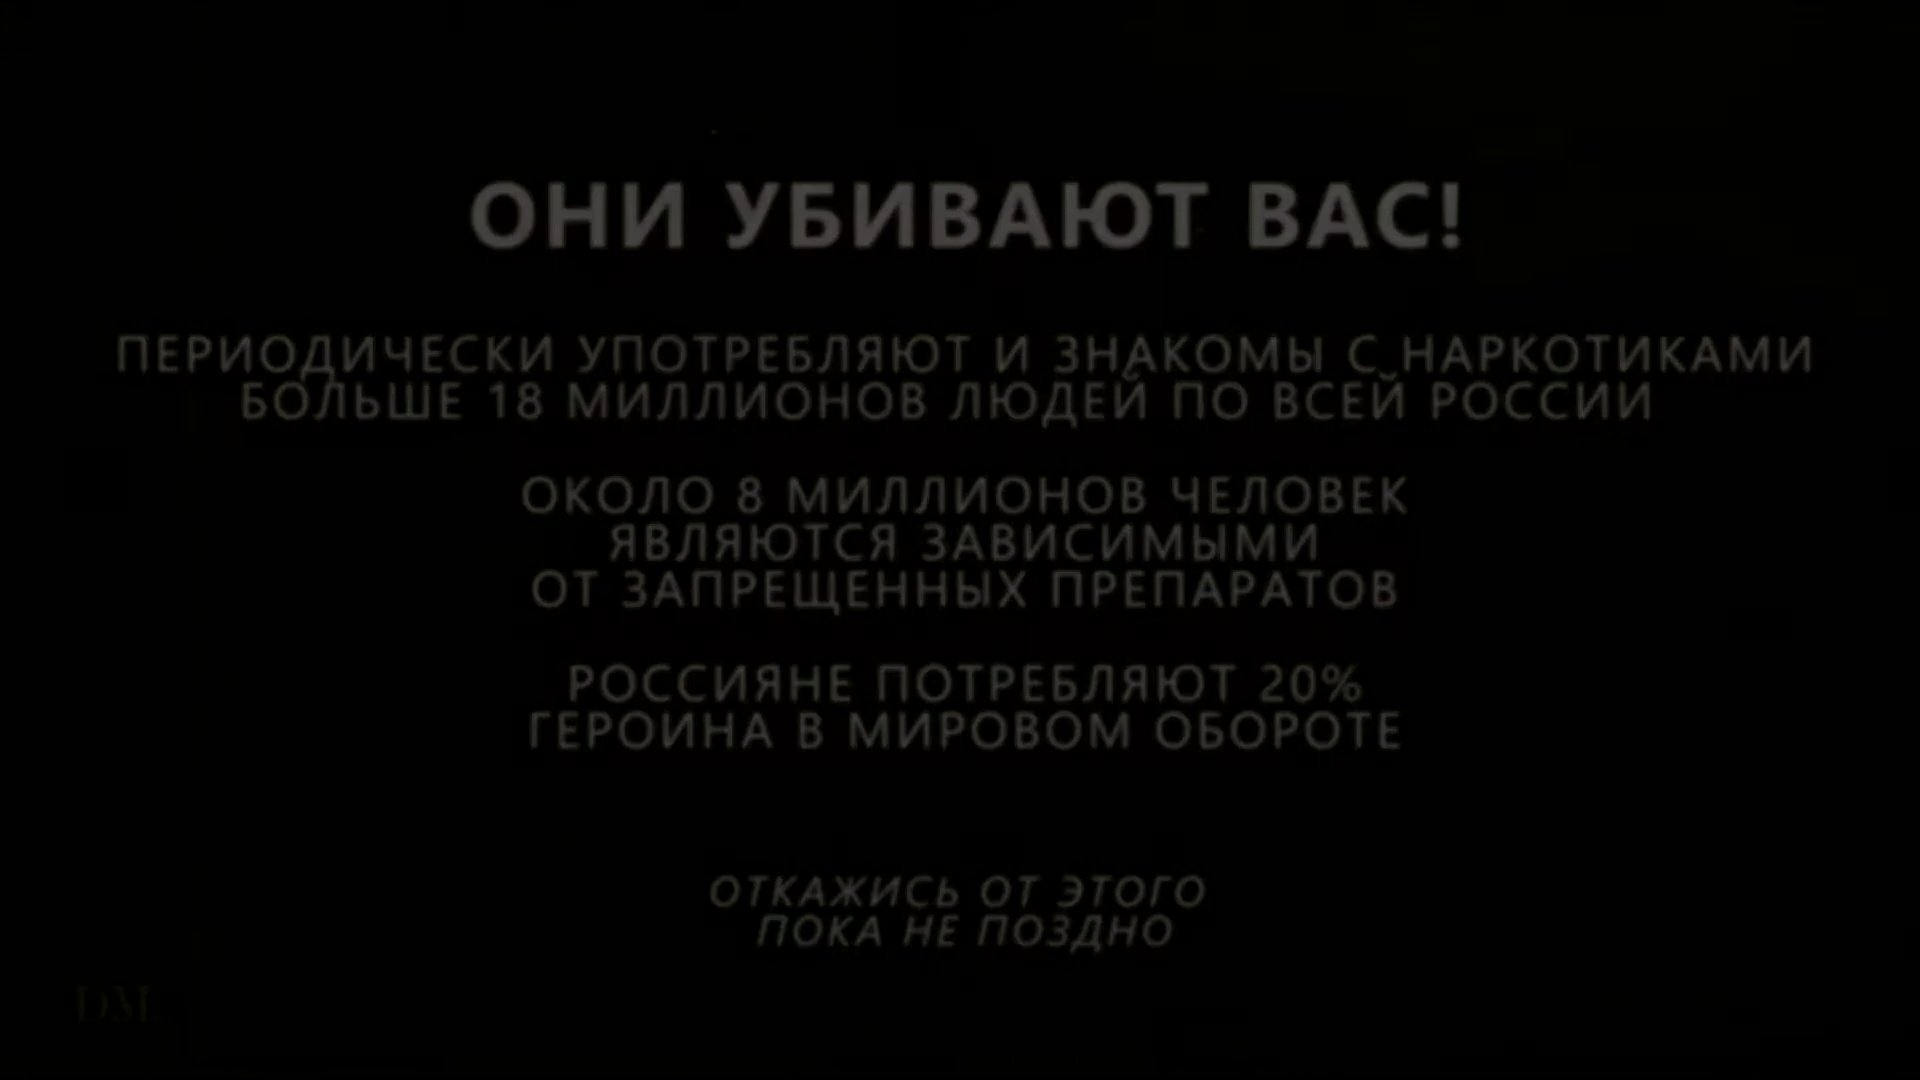 ОНИ УБИВАЮТ ВАС!
ПЕРИОДИЧЕСКИ УПОТРЕБЛЯЮТ И ЗНАКОМЫ С НАРКОТИКАМИ
БОЛЬШЕ 18 МИЛЛИОНОВ ЛЮДЕЙ ПО ВСЕЙ РОССИИ
ОКОЛО 8 МИЛЛИОНОВ ЧЕЛОВЕК
ЯВЛЯЮТСЯ ЗАВИСИМЫМИ
ОТ ЗАПРЕЩЕННЫХ ПРЕПАРАТОВ
РОССИЯНЕ ПОТРЕБЛЯЮТ 20%
ГЕРОИНА В МИРОВОМ ОБОРОТЕ
ОТКАЖИСЬ ОТ ЭТОГО
ПОКА НЕ ПОЗДНО